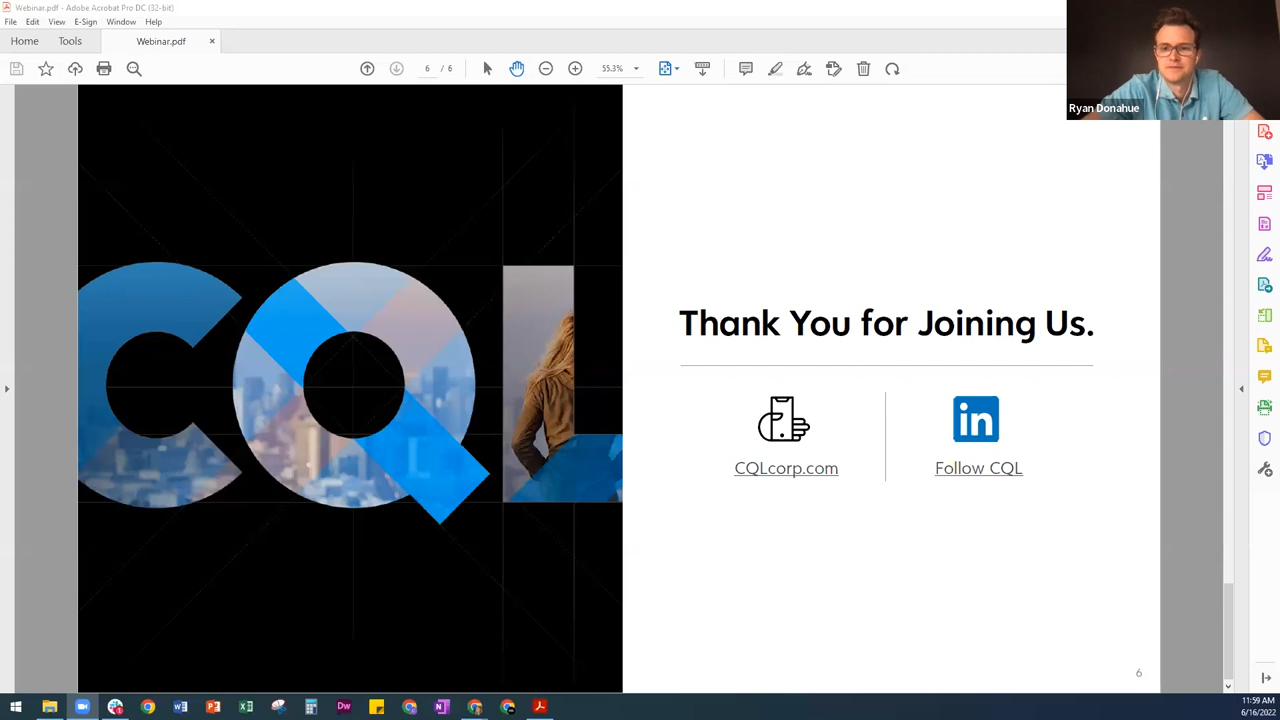 Webinar.pdf - Adobe Acrobat Pro DC (32-bit)
File Edit View E-Sign Window Help
Home Tools Webinar.pdf ×
6 / 6 55.3%
Ryan Donahue
CQL
Thank You for Joining Us.
in
CQLcorp.com Follow CQL
6
11:59 AM
6/16/2022